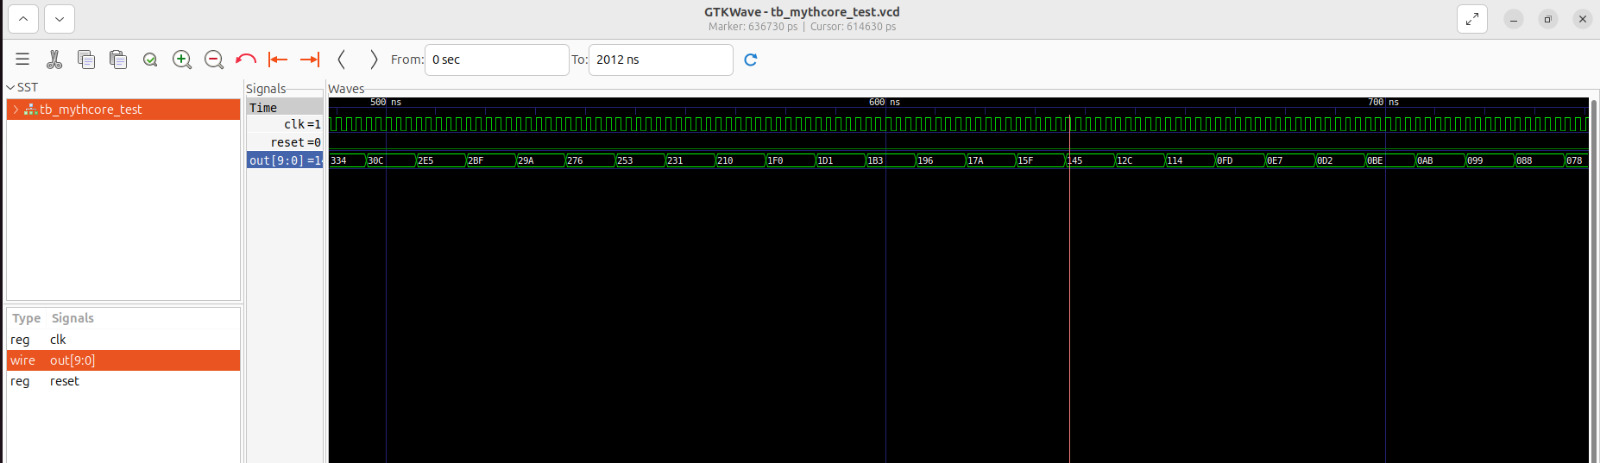 GTKWave - tb_mythcore_test.vcd
Marker: 636730 ps | Cursor: 614630 ps
From: 0 sec To: 2012 ns
SST
tb_mythcore_test
Type Signals
reg clk
wire out[9:0]
reg reset
Signals
Time
clk=1
reset=0
out[9:0]=1
Waves
500 ns 600 ns 700 ns
334 30C 2E5 2BF 29A 276 253 231 210 1F0 1D1 1B3 196 17A 15F 145 12C 114 0FD 0E7 0D2 0BE 0AB 099 088 078